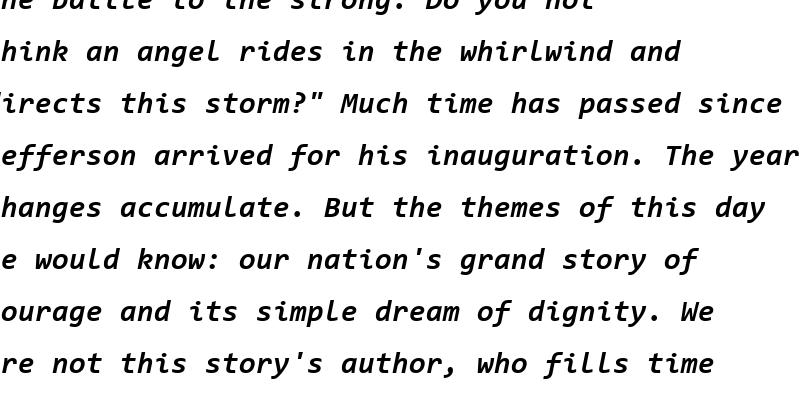 he battle to the strong. Do you not
hink an angel rides in the whirlwind and
irects this storm?" Much time has passed since
efferson arrived for his inauguration. The year
hanges accumulate. But the themes of this day
e would know: our nation's grand story of
ourage and its simple dream of dignity. We
re not this story's author, who fills time